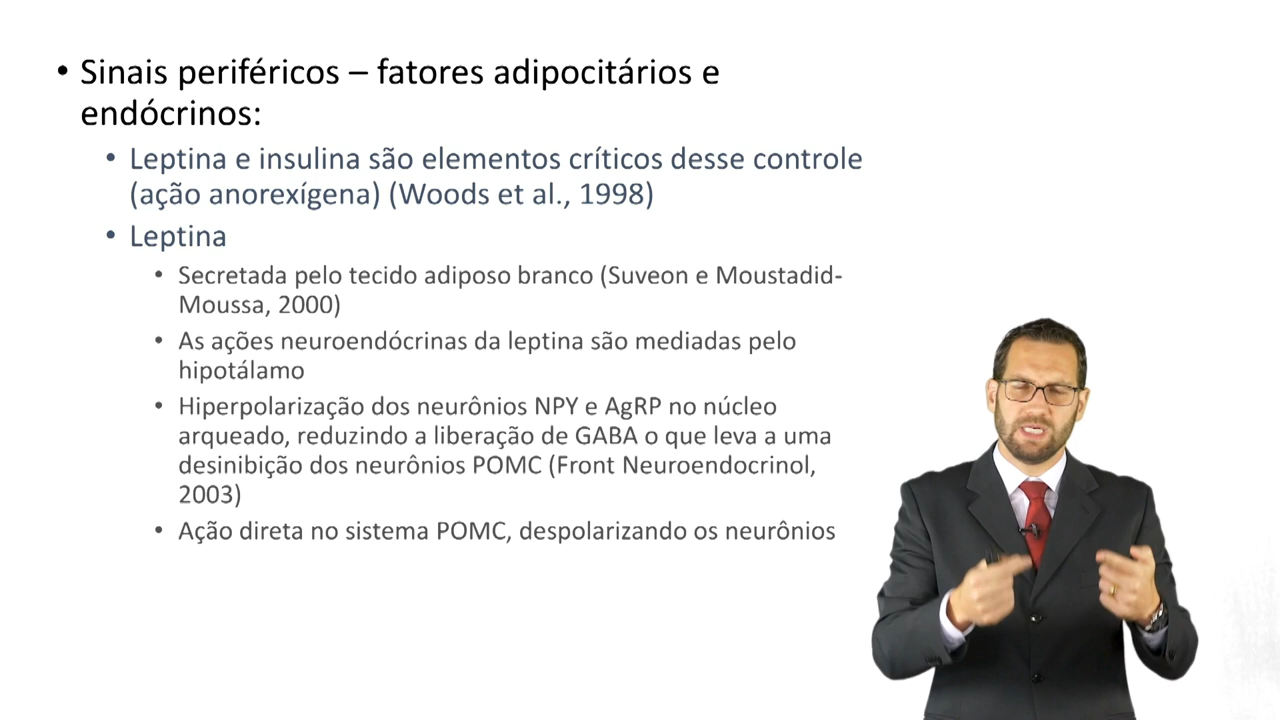 • Sinais periféricos – fatores adipocitários e
endócrinos:
• Leptina e insulina são elementos críticos desse controle
(ação anorexígena) (Woods et al., 1998)
• Leptina
• Secretada pelo tecido adiposo branco (Suveon e Moustadid-
Moussa, 2000)
• As ações neuroendócrinas da leptina são mediadas pelo
hipotálamo
• Hiperpolarização dos neurônios NPY e AgRP no núcleo
arqueado, reduzindo a liberação de GABA o que leva a uma
desinibição dos neurônios POMC (Front Neuroendocrinol,
2003)
• Ação direta no sistema POMC, despolarizando os neurônios